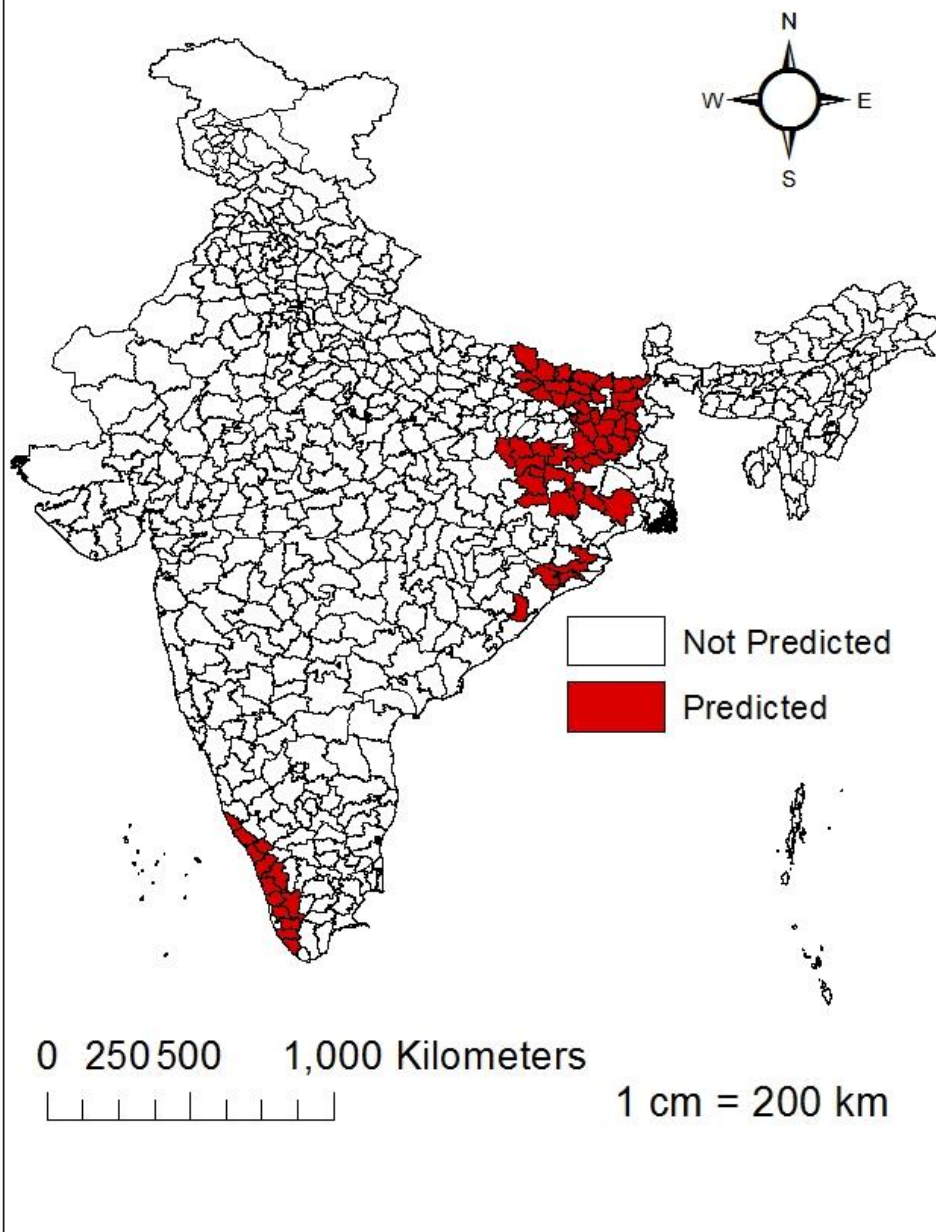 N
W E
S
Not Predicted
Predicted
0 250 500 1,000 Kilometers
1 cm = 200 km